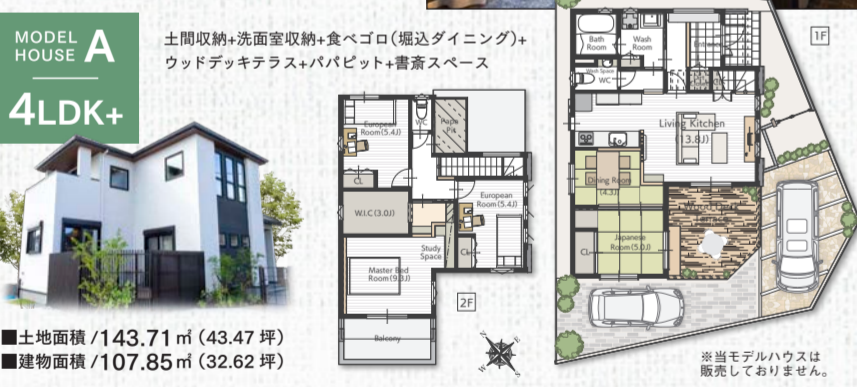 MODEL
HOUSE A
4LDK+
土間収納+洗面室収納+食べゴロ(堀込ダイニング)+
ウッドデッキテラス+パパピット+書斎スペース
■土地面積/143.71㎡(43.47 坪)
■建物面積/107.85㎡(32.62 坪)
European
Room(5.4J)
WC
Papa
Pit
CL
W.I.C(3.0J)
European
Room(5.4J)
CL
Study
Space
Master Bed
Room(9.3J)
Balcony
2F
1F
Bath
Room
Wash
Room
Entrance
Wash Space
WC
Living Kitchen
(13.8J)
Dining Room
(4.3J)
CL
Japanese
Room(5.0J)
※当モデルハウスは
販売しておりません。